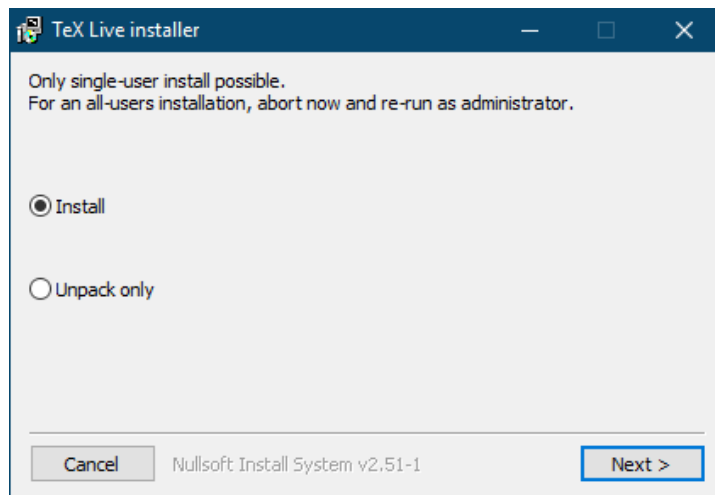 TeX Live installer
Only single-user install possible.
For an all-users installation, abort now and re-run as administrator.
Install
Unpack only
Cancel
Nullsoft Install System v2.51-1
Next >